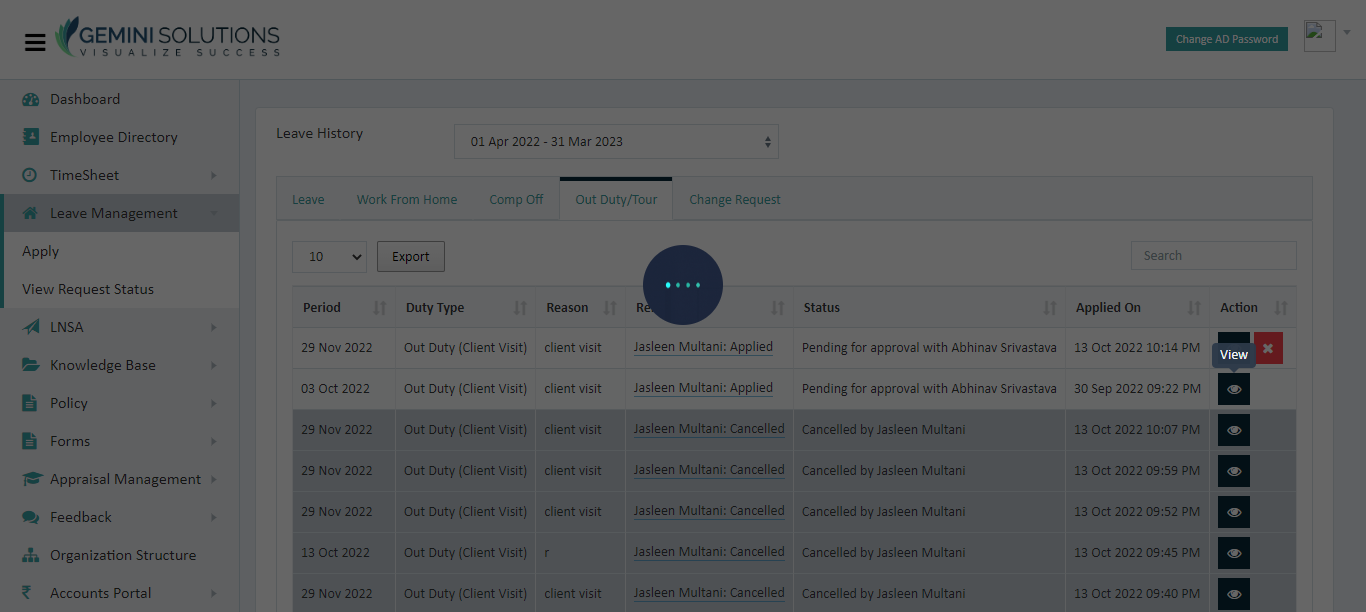 GEMINI SOLUTIONS
VISUALIZE SUCCESS
Change AD Password
Dashboard
Employee Directory
TimeSheet
Leave Management
Apply
View Request Status
LNSA
Knowledge Base
Policy
Forms
Appraisal Management
Feedback
Organization Structure
Accounts Portal
Leave History
01 Apr 2022 - 31 Mar 2023
Leave Work From Home Comp Off Out Duty/Tour Change Request
10 Export Search
Period Duty Type Reason Status Applied On Action
29 Nov 2022 Out Duty (Client Visit) client visit Jasleen Multani: Applied Pending for approval with Abhinav Srivastava 13 Oct 2022 10:14 PM
View
03 Oct 2022 Out Duty (Client Visit) client visit Jasleen Multani: Applied Pending for approval with Abhinav Srivastava 30 Sep 2022 09:22 PM
29 Nov 2022 Out Duty (Client Visit) client visit Jasleen Multani: Cancelled Cancelled by Jasleen Multani 13 Oct 2022 10:07 PM
29 Nov 2022 Out Duty (Client Visit) client visit Jasleen Multani: Cancelled Cancelled by Jasleen Multani 13 Oct 2022 09:59 PM
29 Nov 2022 Out Duty (Client Visit) client visit Jasleen Multani: Cancelled Cancelled by Jasleen Multani 13 Oct 2022 09:52 PM
13 Oct 2022 Out Duty (Client Visit) r Jasleen Multani: Cancelled Cancelled by Jasleen Multani 13 Oct 2022 09:45 PM
29 Nov 2022 Out Duty (Client Visit) client visit Jasleen Multani: Cancelled Cancelled by Jasleen Multani 13 Oct 2022 09:40 PM